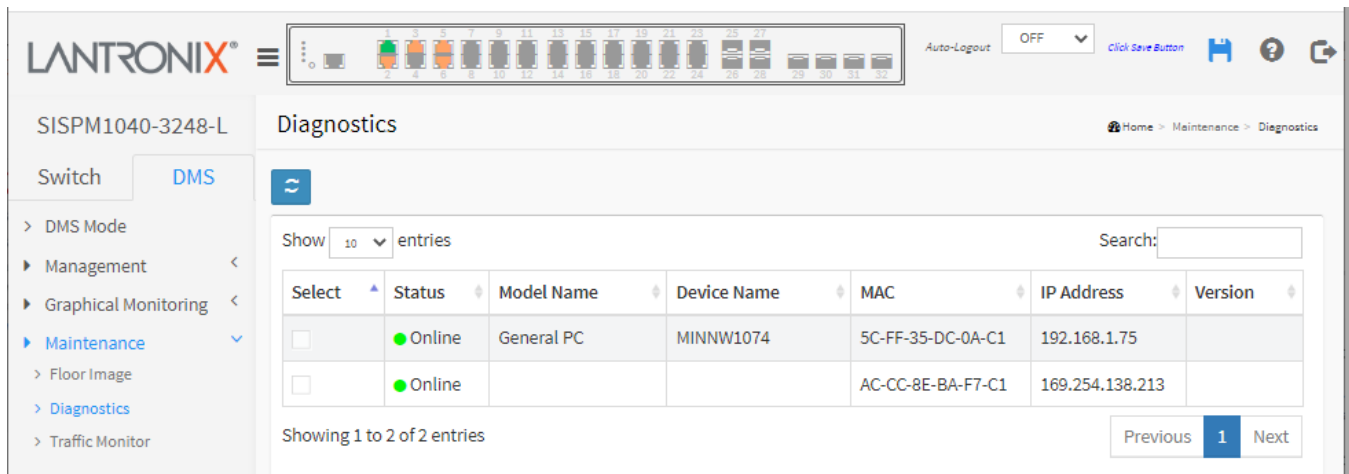 LANTRONIX®
1 3 5 7 9 11 13 15 17 19 21 23 25 27
2 4 6 8 10 12 14 16 18 20 22 24 26 28 29 30 31 32
Auto-Logout OFF Click Save Button
SISPM1040-3248-L
Diagnostics
Home > Maintenance > Diagnostics
Switch DMS
> DMS Mode
Management
Graphical Monitoring
Maintenance
> Floor Image
> Diagnostics
> Traffic Monitor
Show 10 entries
Search:
Select Status Model Name Device Name MAC IP Address Version
Online General PC MINNW1074 5C-FF-35-DC-0A-C1 192.168.1.75
Online AC-CC-8E-BA-F7-C1 169.254.138.213
Showing 1 to 2 of 2 entries
Previous 1 Next